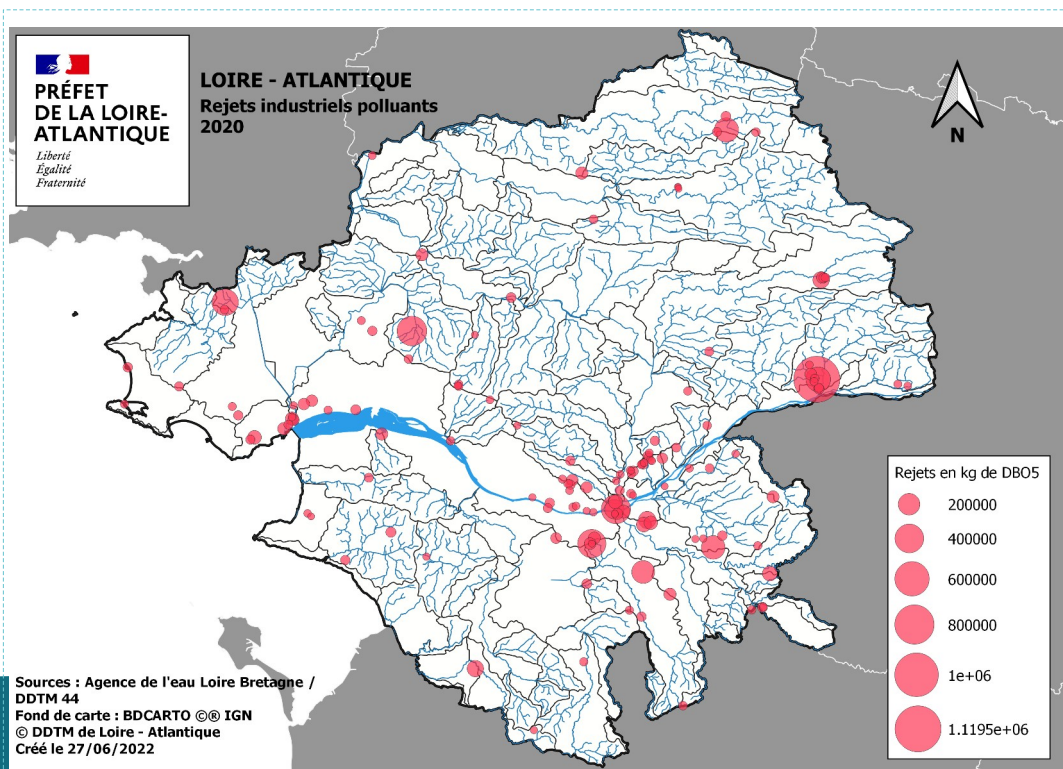 PRÉFET
DE LA LOIRE-
ATLANTIQUE
Liberté
Égalité
Fraternité
LOIRE - ATLANTIQUE
Rejets industriels polluants
2020
N
Rejets en kg de DBO5
200000
400000
600000
800000
1e+06
1.1195e+06
Sources : Agence de l'eau Loire Bretagne /
DDTM 44
Fond de carte : BDCARTO ©® IGN
© DDTM de Loire - Atlantique
Créé le 27/06/2022